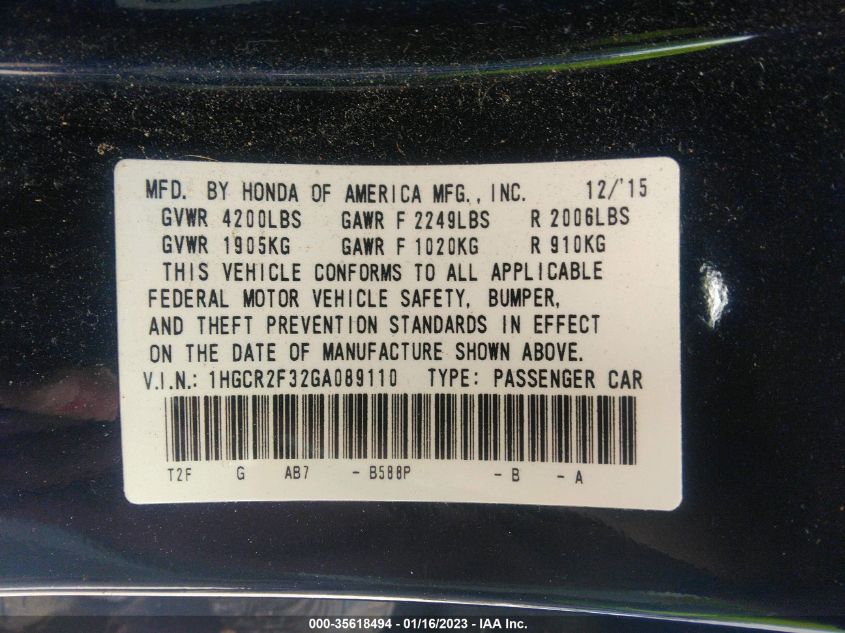 MFD. BY HONDA OF AMERICA MFG., INC. 12/'15
GVWR 4200LBS GAWR F 2249LBS R 2006LBS
GVWR 1905KG GAWR F 1020KG R 910KG
THIS VEHICLE CONFORMS TO ALL APPLICABLE
FEDERAL MOTOR VEHICLE SAFETY, BUMPER,
AND THEFT PREVENTION STANDARDS IN EFFECT
ON THE DATE OF MANUFACTURE SHOWN ABOVE.
V.I.N.: 1HGCR2F32GA089110 TYPE: PASSENGER CAR
T2F G AB7 - B588P - B - A
000-35618494 - 01/16/2023 - IAA Inc.